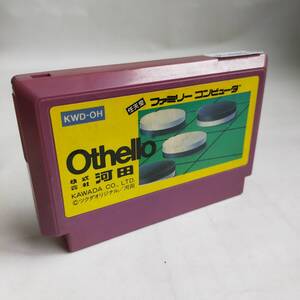 KWD-OH
任天堂 ファミリー コンピュータ
Othello
株式会社 河田
KAWADA CO., LTD.
©ツクダオリジナル／河田